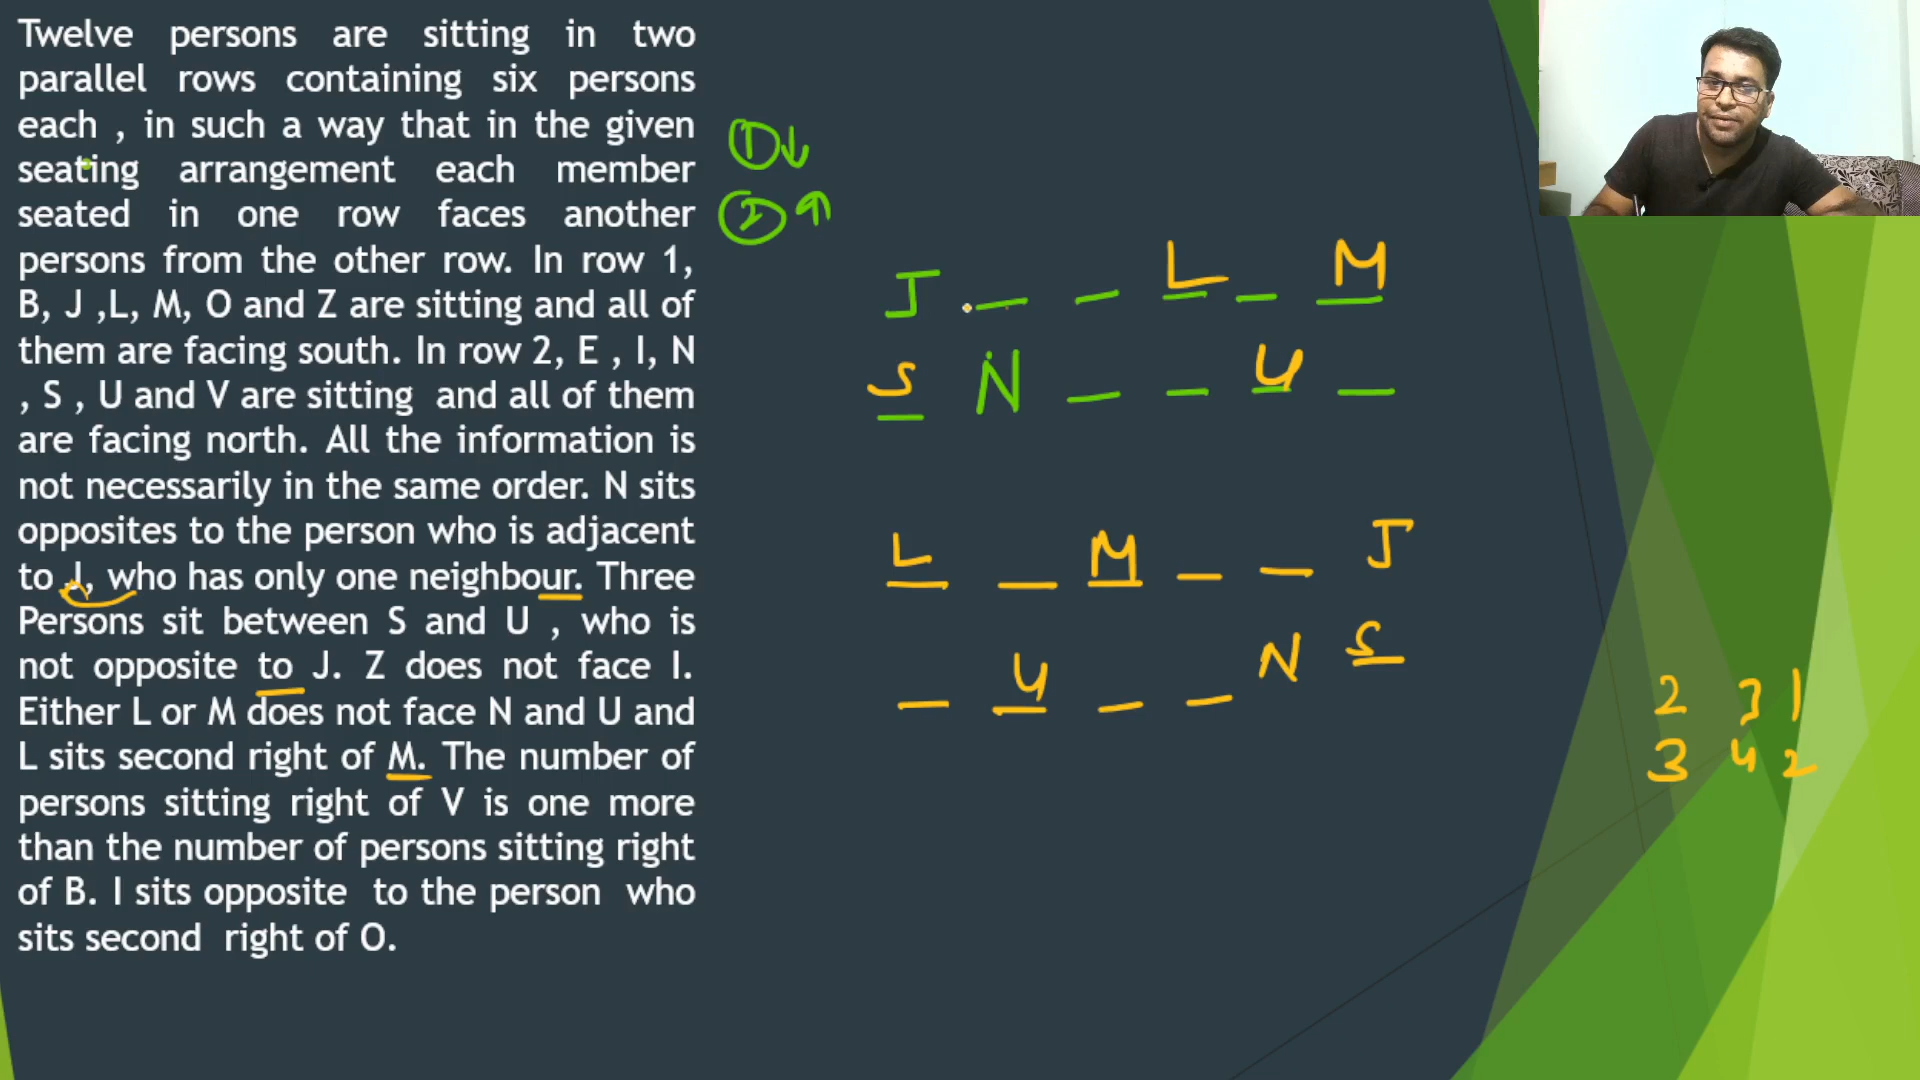 Twelve persons are sitting in two
parallel rows containing six persons
each , in such a way that in the given
seating arrangement each member
seated in one row faces another
persons from the other row. In row 1,
B, J ,L, M, O and Z are sitting and all of
them are facing south. In row 2, E , I, N
, S , U and V are sitting and all of them
are facing north. All the information is
not necessarily in the same order. N sits
opposites to the person who is adjacent
to J, who has only one neighbour. Three
Persons sit between S and U , who is
not opposite to J. Z does not face I.
Either L or M does not face N and U and
L sits second right of M. The number of
persons sitting right of V is one more
than the number of persons sitting right
of B. I sits opposite to the person who
sits second right of O.
1 ↓
2 ↑
J _ _ L _ M
S N _ _ U _
L _ M _ _ J
_ U _ _ N S
2 3 1
3 4 2